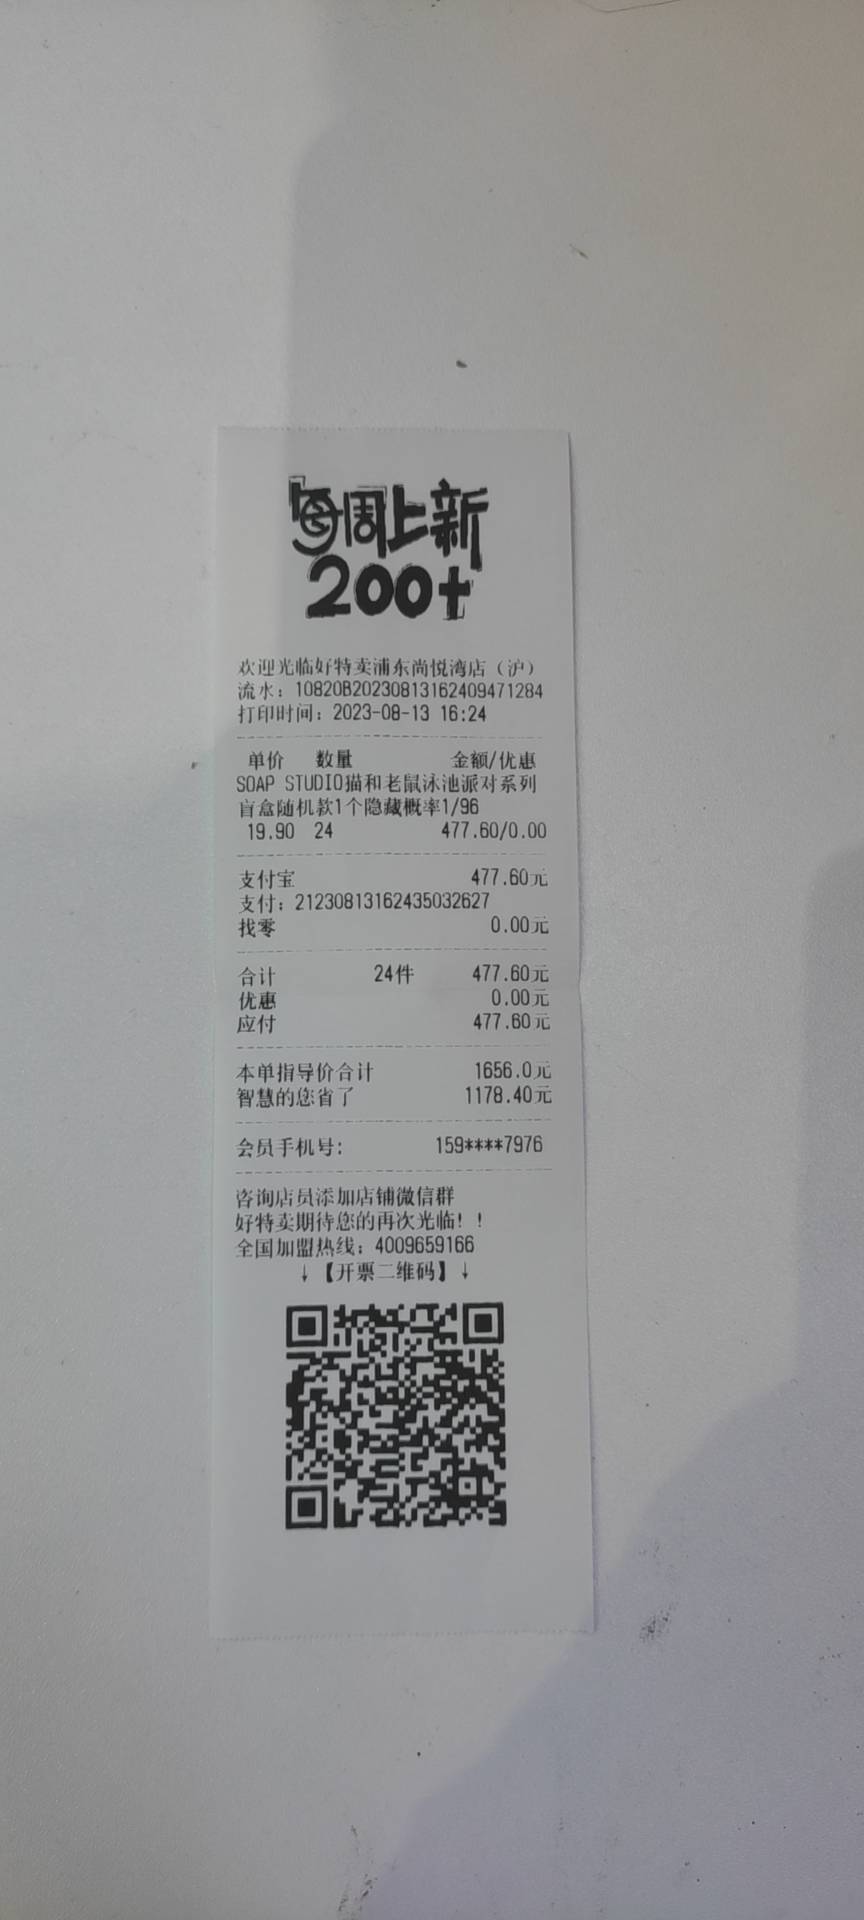 每周上新
200+
欢迎光临好特卖浦东尚悦湾店（沪）
流水：10820B20230813162409471284
打印时间：2023-08-13 16:24
单价 数量 金额/优惠
SOAP STUDIO猫和老鼠泳池派对系列
盲盒随机款1个隐藏概率1/96
19.90 24 477.60/0.00
支付宝 477.60元
支付：21230813162435032627
找零 0.00元
合计 24件 477.60元
优惠 0.00元
应付 477.60元
本单指导价合计 1656.0元
智慧的您省了 1178.40元
会员手机号: 159****7976
咨询店员添加店铺微信群
好特卖期待您的再次光临！！
全国加盟热线：4009659166
↓【开票二维码】↓